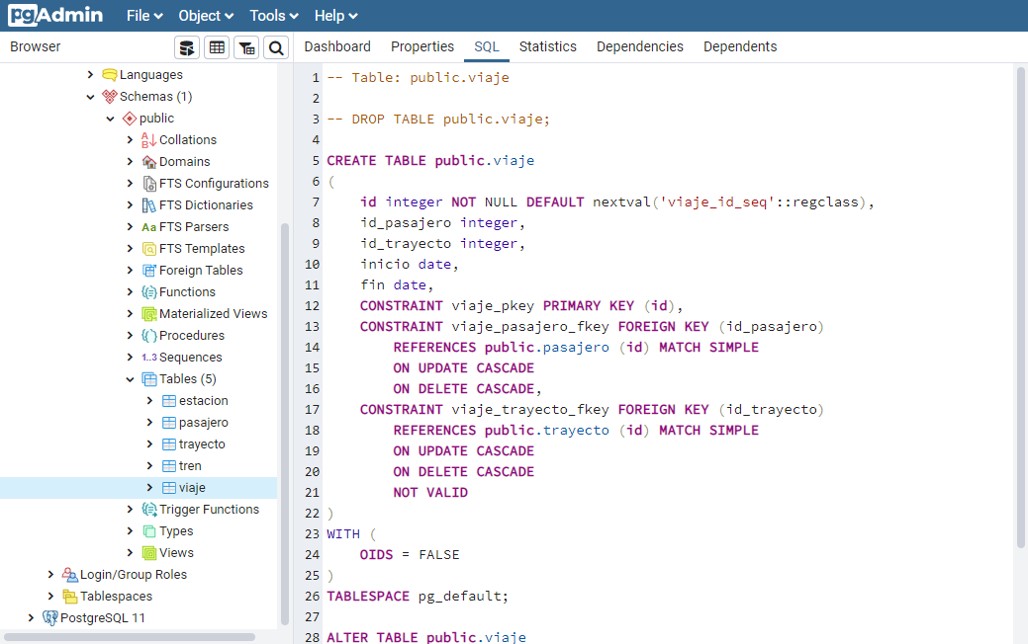 pgAdmin File Object Tools Help
Browser
Dashboard Properties SQL Statistics Dependencies Dependents
Languages
Schemas (1)
public
Collations
Domains
FTS Configurations
FTS Dictionaries
Aa FTS Parsers
FTS Templates
Foreign Tables
Functions
Materialized Views
Procedures
1..3 Sequences
Tables (5)
estacion
pasajero
trayecto
tren
viaje
Trigger Functions
Types
Views
Login/Group Roles
Tablespaces
PostgreSQL 11
1 -- Table: public.viaje
2
3 -- DROP TABLE public.viaje;
4
5 CREATE TABLE public.viaje
6 (
7 id integer NOT NULL DEFAULT nextval('viaje_id_seq'::regclass),
8 id_pasajero integer,
9 id_trayecto integer,
10 inicio date,
11 fin date,
12 CONSTRAINT viaje_pkey PRIMARY KEY (id),
13 CONSTRAINT viaje_pasajero_fkey FOREIGN KEY (id_pasajero)
14 REFERENCES public.pasajero (id) MATCH SIMPLE
15 ON UPDATE CASCADE
16 ON DELETE CASCADE,
17 CONSTRAINT viaje_trayecto_fkey FOREIGN KEY (id_trayecto)
18 REFERENCES public.trayecto (id) MATCH SIMPLE
19 ON UPDATE CASCADE
20 ON DELETE CASCADE
21 NOT VALID
22 )
23 WITH (
24 OIDS = FALSE
25 )
26 TABLESPACE pg_default;
27
28 ALTER TABLE public.viaje